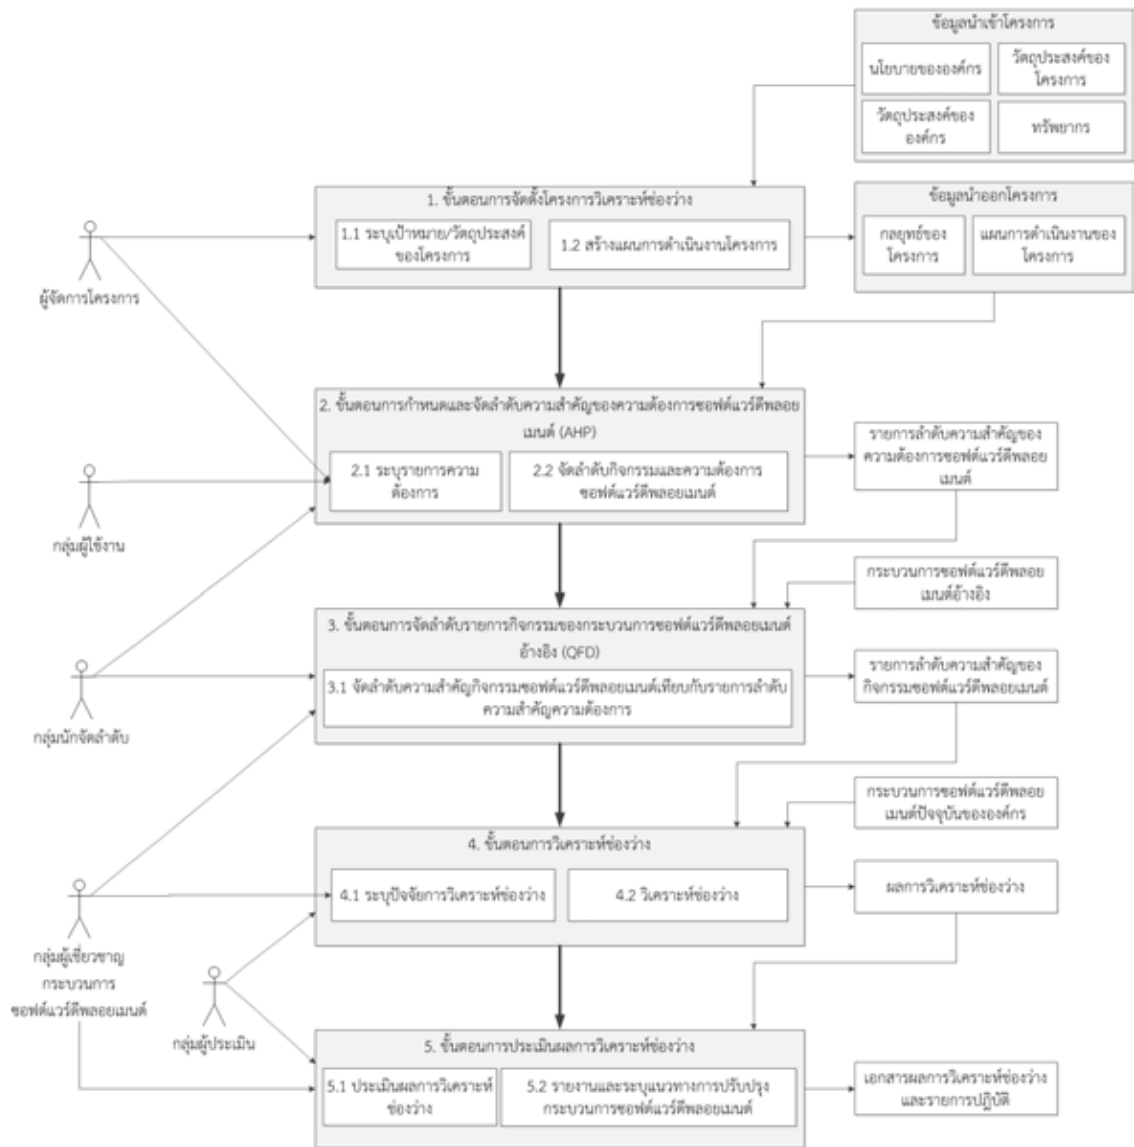 ข้อมูลนำเข้าโครงการ
นโยบายขององค์กร
วัตถุประสงค์ของ
โครงการ
วัตถุประสงค์ของ
องค์กร
ทรัพยากร
1. ขั้นตอนการจัดตั้งโครงการวิเคราะห์ช่องว่าง
1.1 ระบุเป้าหมาย/วัตถุประสงค์
ของโครงการ
1.2 สร้างแผนการดำเนินงานโครงการ
ข้อมูลนำออกโครงการ
กลยุทธ์ของ
โครงการ
แผนการดำเนินงานของ
โครงการ
ผู้จัดการโครงการ
2. ขั้นตอนการกำหนดและจัดลำดับความสำคัญของความต้องการซอฟต์แวร์ดีพลอย
เมนต์ (AHP)
2.1 ระบุรายการความ
ต้องการ
2.2 จัดลำดับกิจกรรมและความต้องการ
ซอฟต์แวร์ดีพลอยเมนต์
รายการลำดับความสำคัญของ
ความต้องการซอฟต์แวร์ดีพลอย
เมนต์
กลุ่มผู้ใช้งาน
กระบวนการซอฟต์แวร์ดีพลอย
เมนต์อ้างอิง
3. ขั้นตอนการจัดลำดับรายการกิจกรรมของกระบวนการซอฟต์แวร์ดีพลอยเมนต์
อ้างอิง (QFD)
3.1 จัดลำดับความสำคัญกิจกรรมซอฟต์แวร์ดีพลอยเมนต์เทียบกับรายการลำดับ
ความสำคัญความต้องการ
รายการลำดับความสำคัญของ
กิจกรรมซอฟต์แวร์ดีพลอยเมนต์
กลุ่มนักจัดลำดับ
กระบวนการซอฟต์แวร์ดีพลอย
เมนต์ปัจจุบันขององค์กร
4. ขั้นตอนการวิเคราะห์ช่องว่าง
4.1 ระบุปัจจัยการวิเคราะห์ช่องว่าง
4.2 วิเคราะห์ช่องว่าง
ผลการวิเคราะห์ช่องว่าง
กลุ่มผู้เชี่ยวชาญ
กระบวนการ
ซอฟต์แวร์ดีพลอยเมนต์
กลุ่มผู้ประเมิน
5. ขั้นตอนการประเมินผลการวิเคราะห์ช่องว่าง
5.1 ประเมินผลการวิเคราะห์
ช่องว่าง
5.2 รายงานและระบุแนวทางการปรับปรุง
กระบวนการซอฟต์แวร์ดีพลอยเมนต์
เอกสารผลการวิเคราะห์ช่องว่าง
และรายการปฏิบัติ